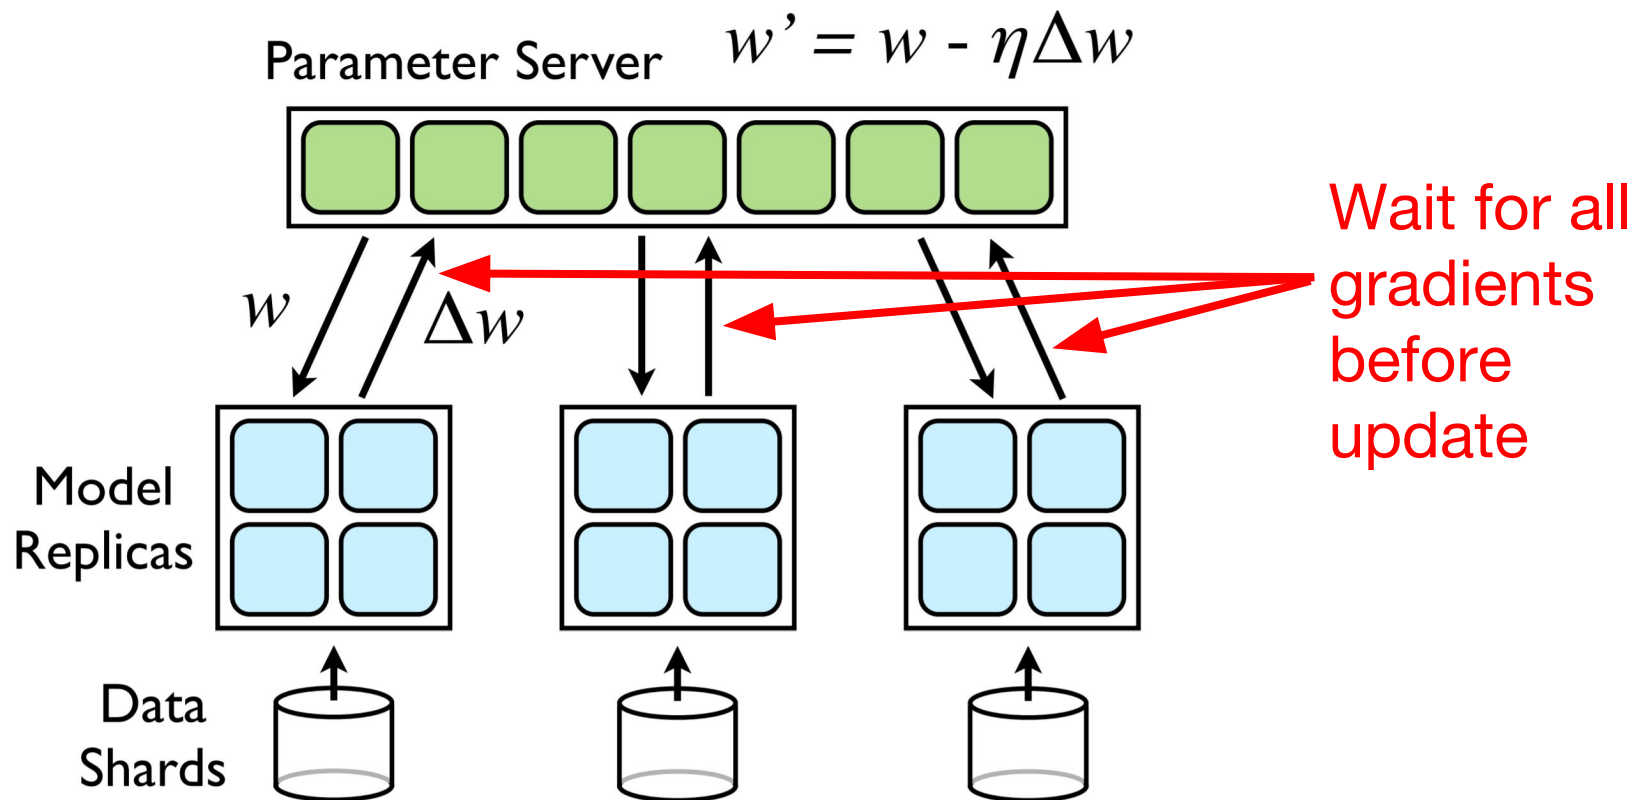 Parameter Server
w’ = w - ηΔw
Wait for all
gradients
before
update
w
Δw
Model
Replicas
Data
Shards